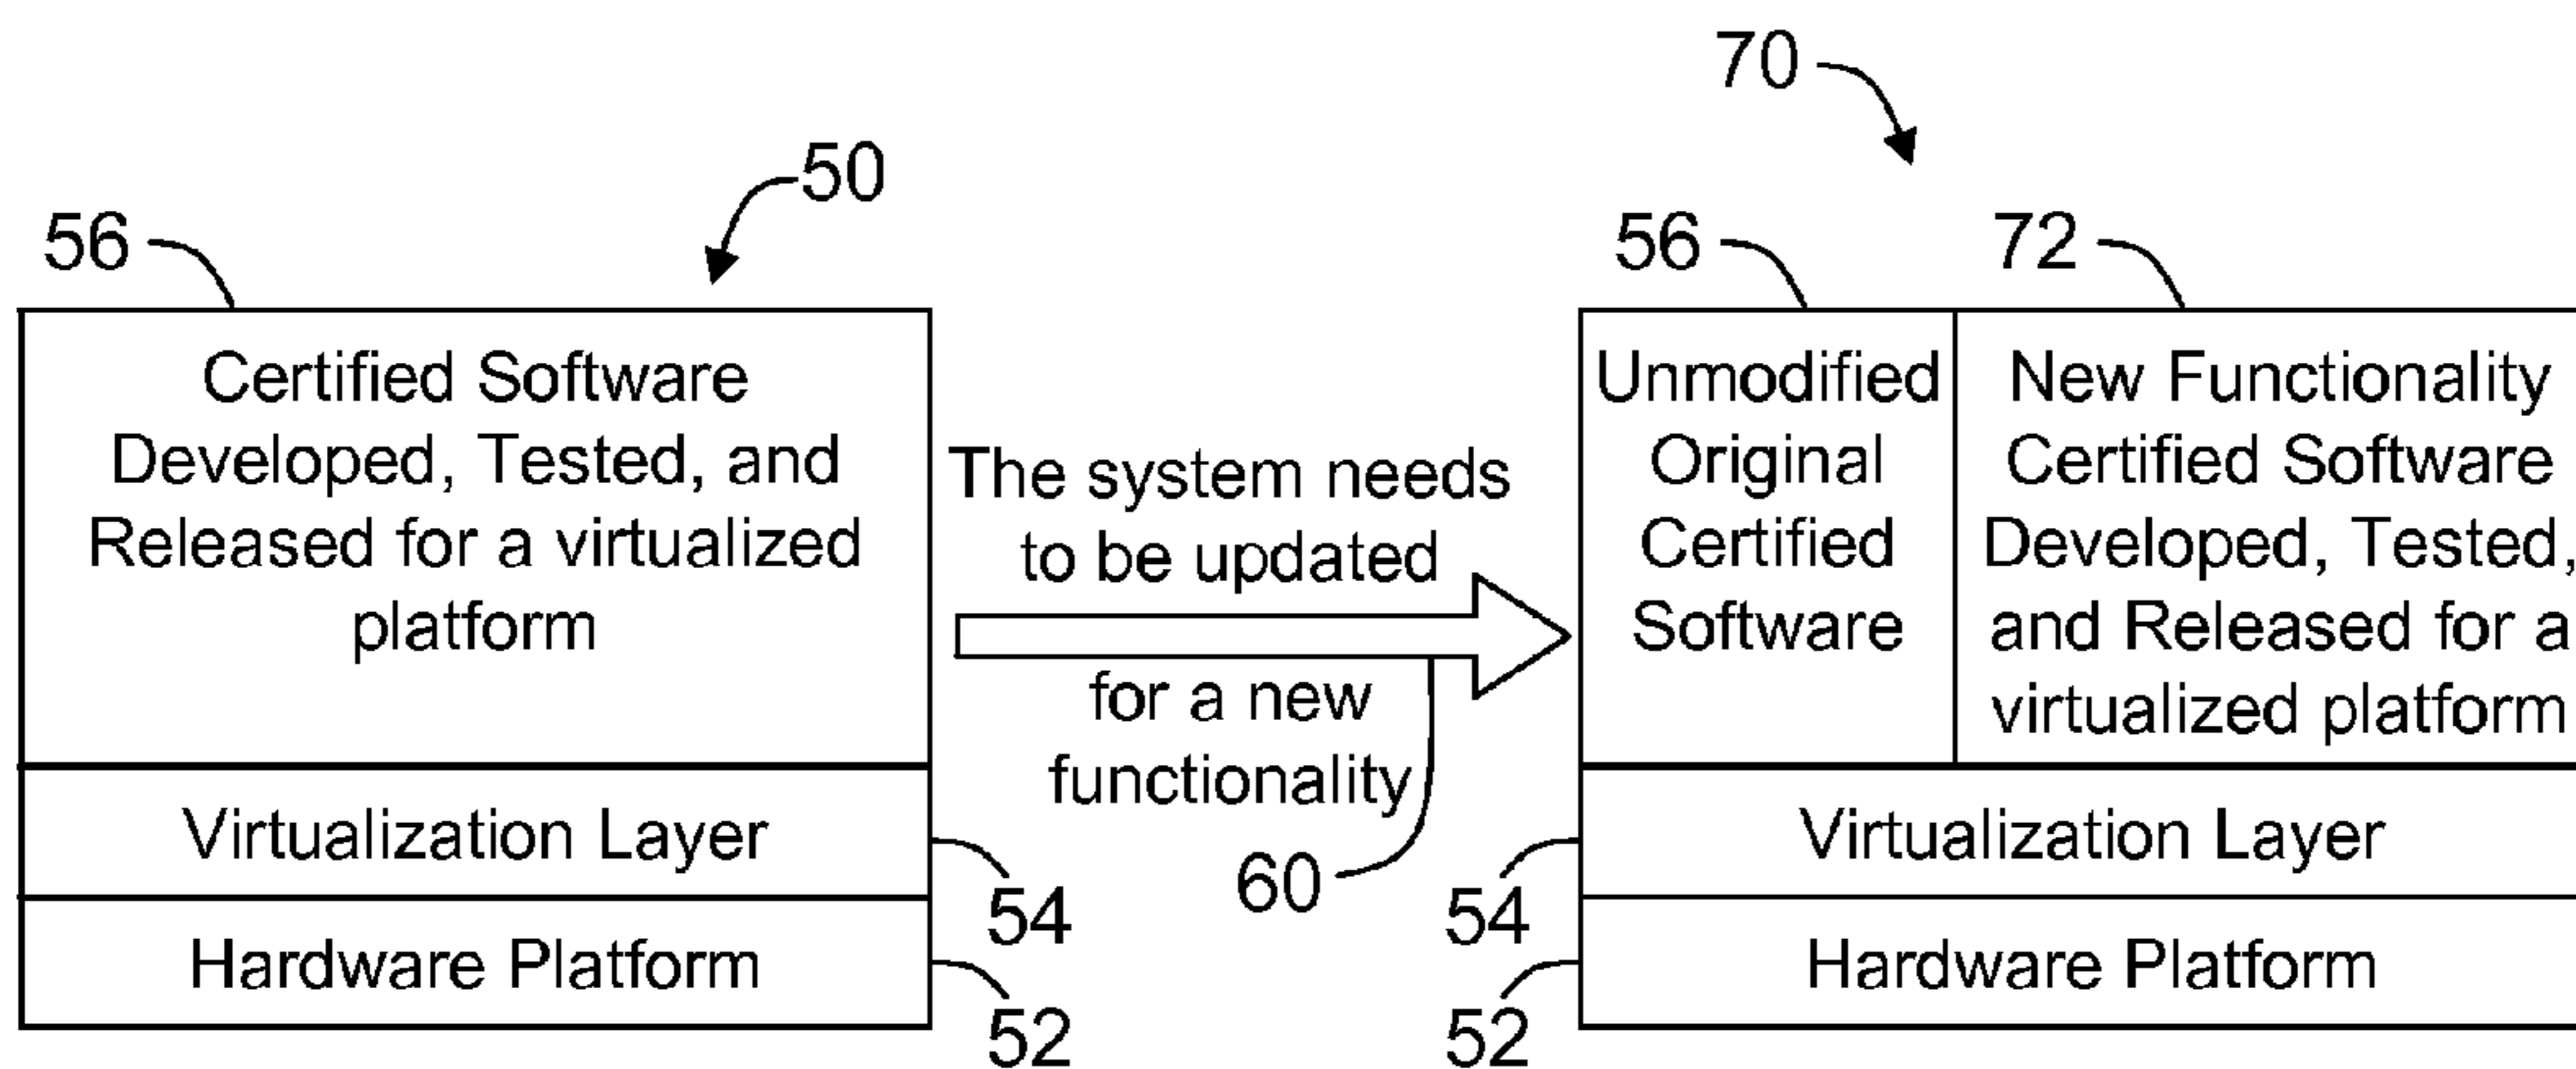 70
50
56
56
72
Certified Software
Developed, Tested, and
Released for a virtualized
platform
Virtualization Layer
Hardware Platform
54
52
The system needs
to be updated
for a new
functionality
60
Unmodified
Original
Certified
Software
New Functionality
Certified Software
Developed, Tested,
and Released for a
virtualized platform
Virtualization Layer
Hardware Platform
54
52